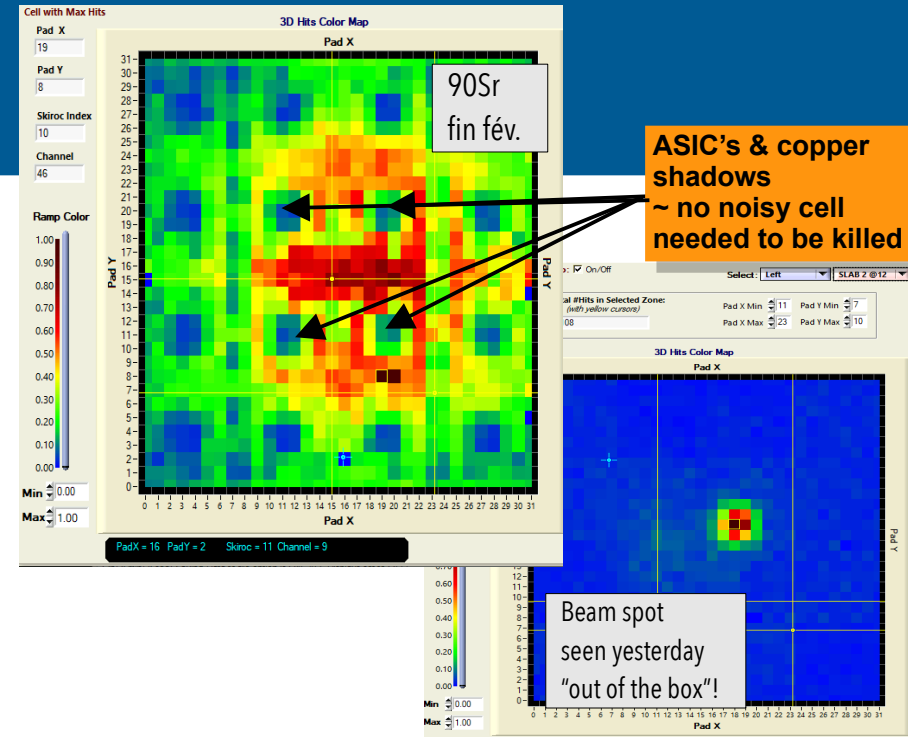 Cell with Max Hits
Pad X
19
Pad Y
8
Skiroc Index
10
Channel
46
Ramp Color
1.00
0.90
0.80
0.70
0.60
0.50
0.40
0.30
0.20
0.10
0.00
Min 0.00
Max 1.00
3D Hits Color Map
Pad X
31
30
29
28
27
26
25
24
23
22
21
20
19
18
17
16
15
14
13
12
11
10
9
8
7
6
5
4
3
2
1
0
Pad Y
Pad Y
0 1 2 3 4 5 6 7 8 9 10 11 12 13 14 15 16 17 18 19 20 21 22 23 24 25 26 27 28 29 30 31
Pad X
PadX = 16 PadY = 2 Skiroc = 11 Channel = 9
90Sr
fin fév.
ASIC's & copper
shadows
~ no noisy cell
needed to be killed
On/Off
Select: Left SLAB 2 @12
#Hits in Selected Zone:
(with yellow cursors)
08
Pad X Min 11 Pad Y Min 7
Pad X Max 23 Pad Y Max 10
3D Hits Color Map
Pad X
Pad Y
12
11
10
9
8
7
6
5
4
3
2
1
0
0.60
0.50
0.40
0.30
0.20
0.10
0.00
Min 0.00
Max 1.00
0 1 2 3 4 5 6 7 8 9 10 11 12 13 14 15 16 17 18 19 20 21 22 23 24 25 26 27 28 29 30 31
Pad X
Beam spot
seen yesterday
"out of the box"!